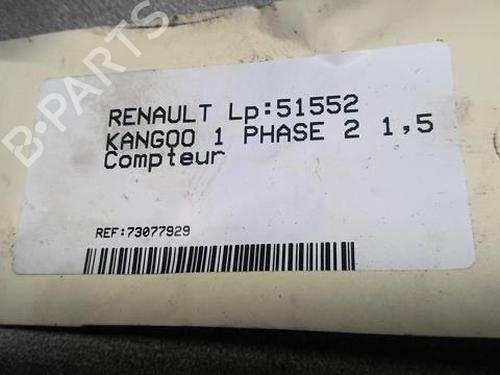 B-PARTS
RENAULT Lp:51552
KANGOO 1 PHASE 2 1,5
Compteur
REF:73077929